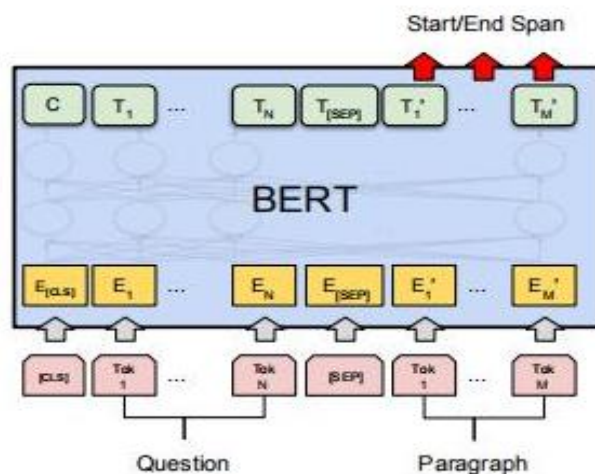 Start/End Span
C T1 ... TN T[SEP] T1' ... TM'
BERT
E[CLS] E1 ... EN E[SEP] E1' ... EM'
[CLS] Tok 1 ... Tok N [SEP] Tok 1 ... Tok M
Question Paragraph